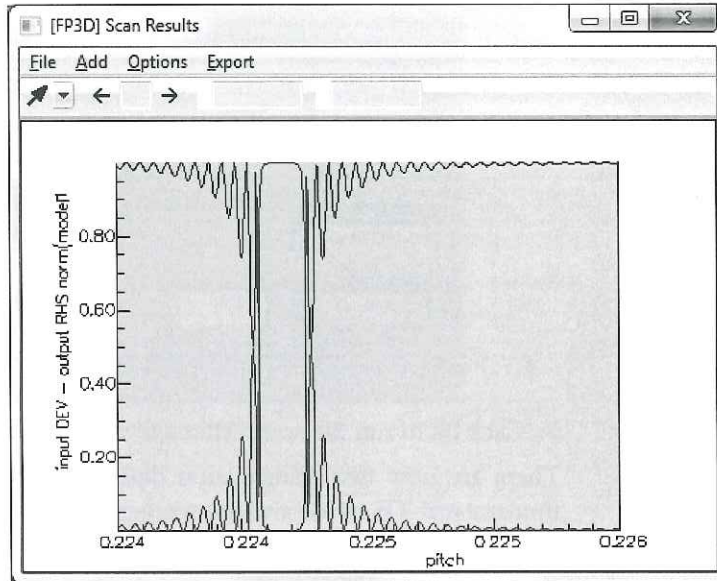 [FP3D] Scan Results
File Add Options Export
input DEV - output RHS norm(mode1)
0.80
0.60
0.40
0.20
0.224
0.224
0.225
0.225
0.226
pitch